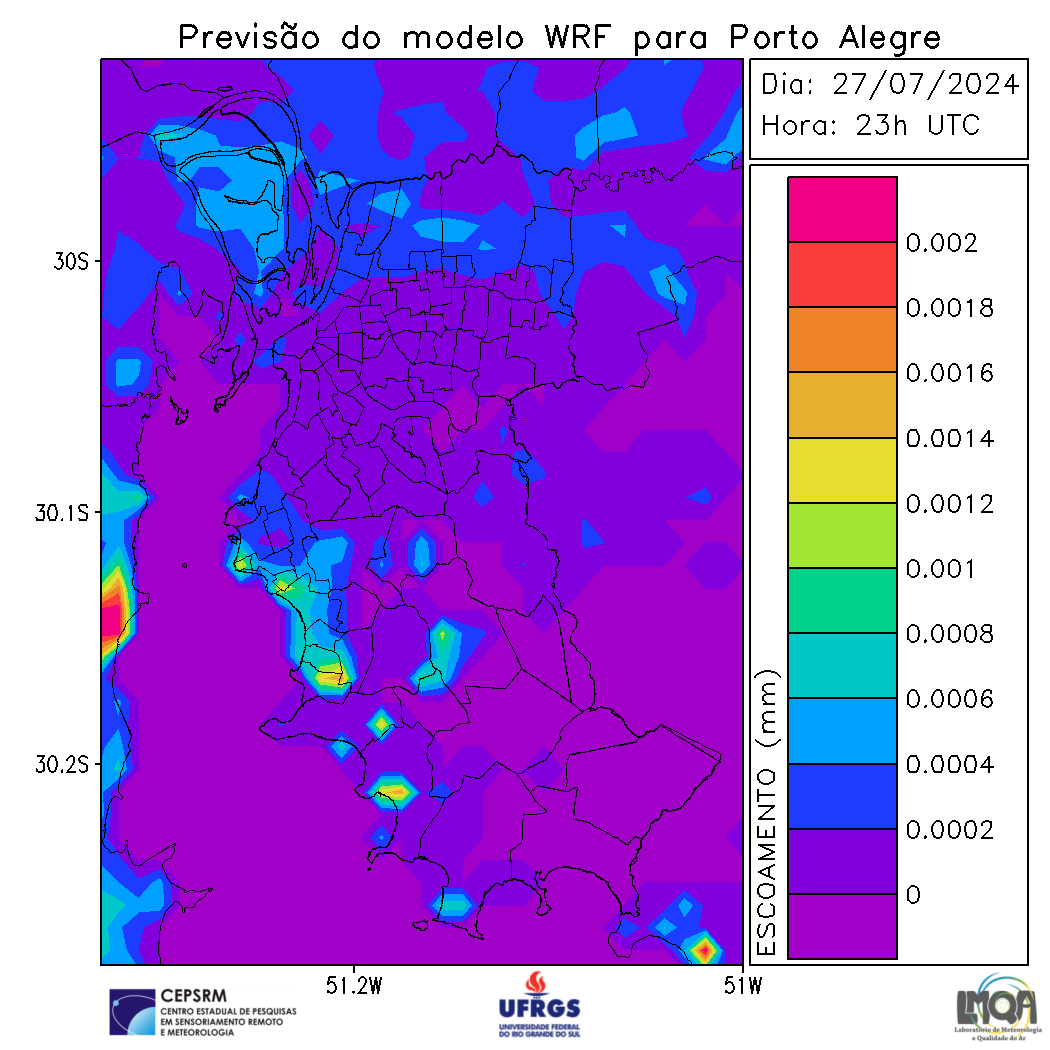 Previsão do modelo WRF para Porto Alegre
Dia: 27/07/2024
Hora: 23h UTC
30S
30.1S
30.2S
51.2W
51W
0.002
0.0018
0.0016
0.0014
0.0012
0.001
0.0008
0.0006
0.0004
0.0002
0
ESCOAMENTO (mm)
CEPSRM
CENTRO ESTADUAL DE PESQUISAS
EM SENSORIAMENTO REMOTO
E METEOROLOGIA
UFRGS
UNIVERSIDADE FEDERAL
DO RIO GRANDE DO SUL
LMQA
Laboratório de Meteorologia
e Qualidade do Ar